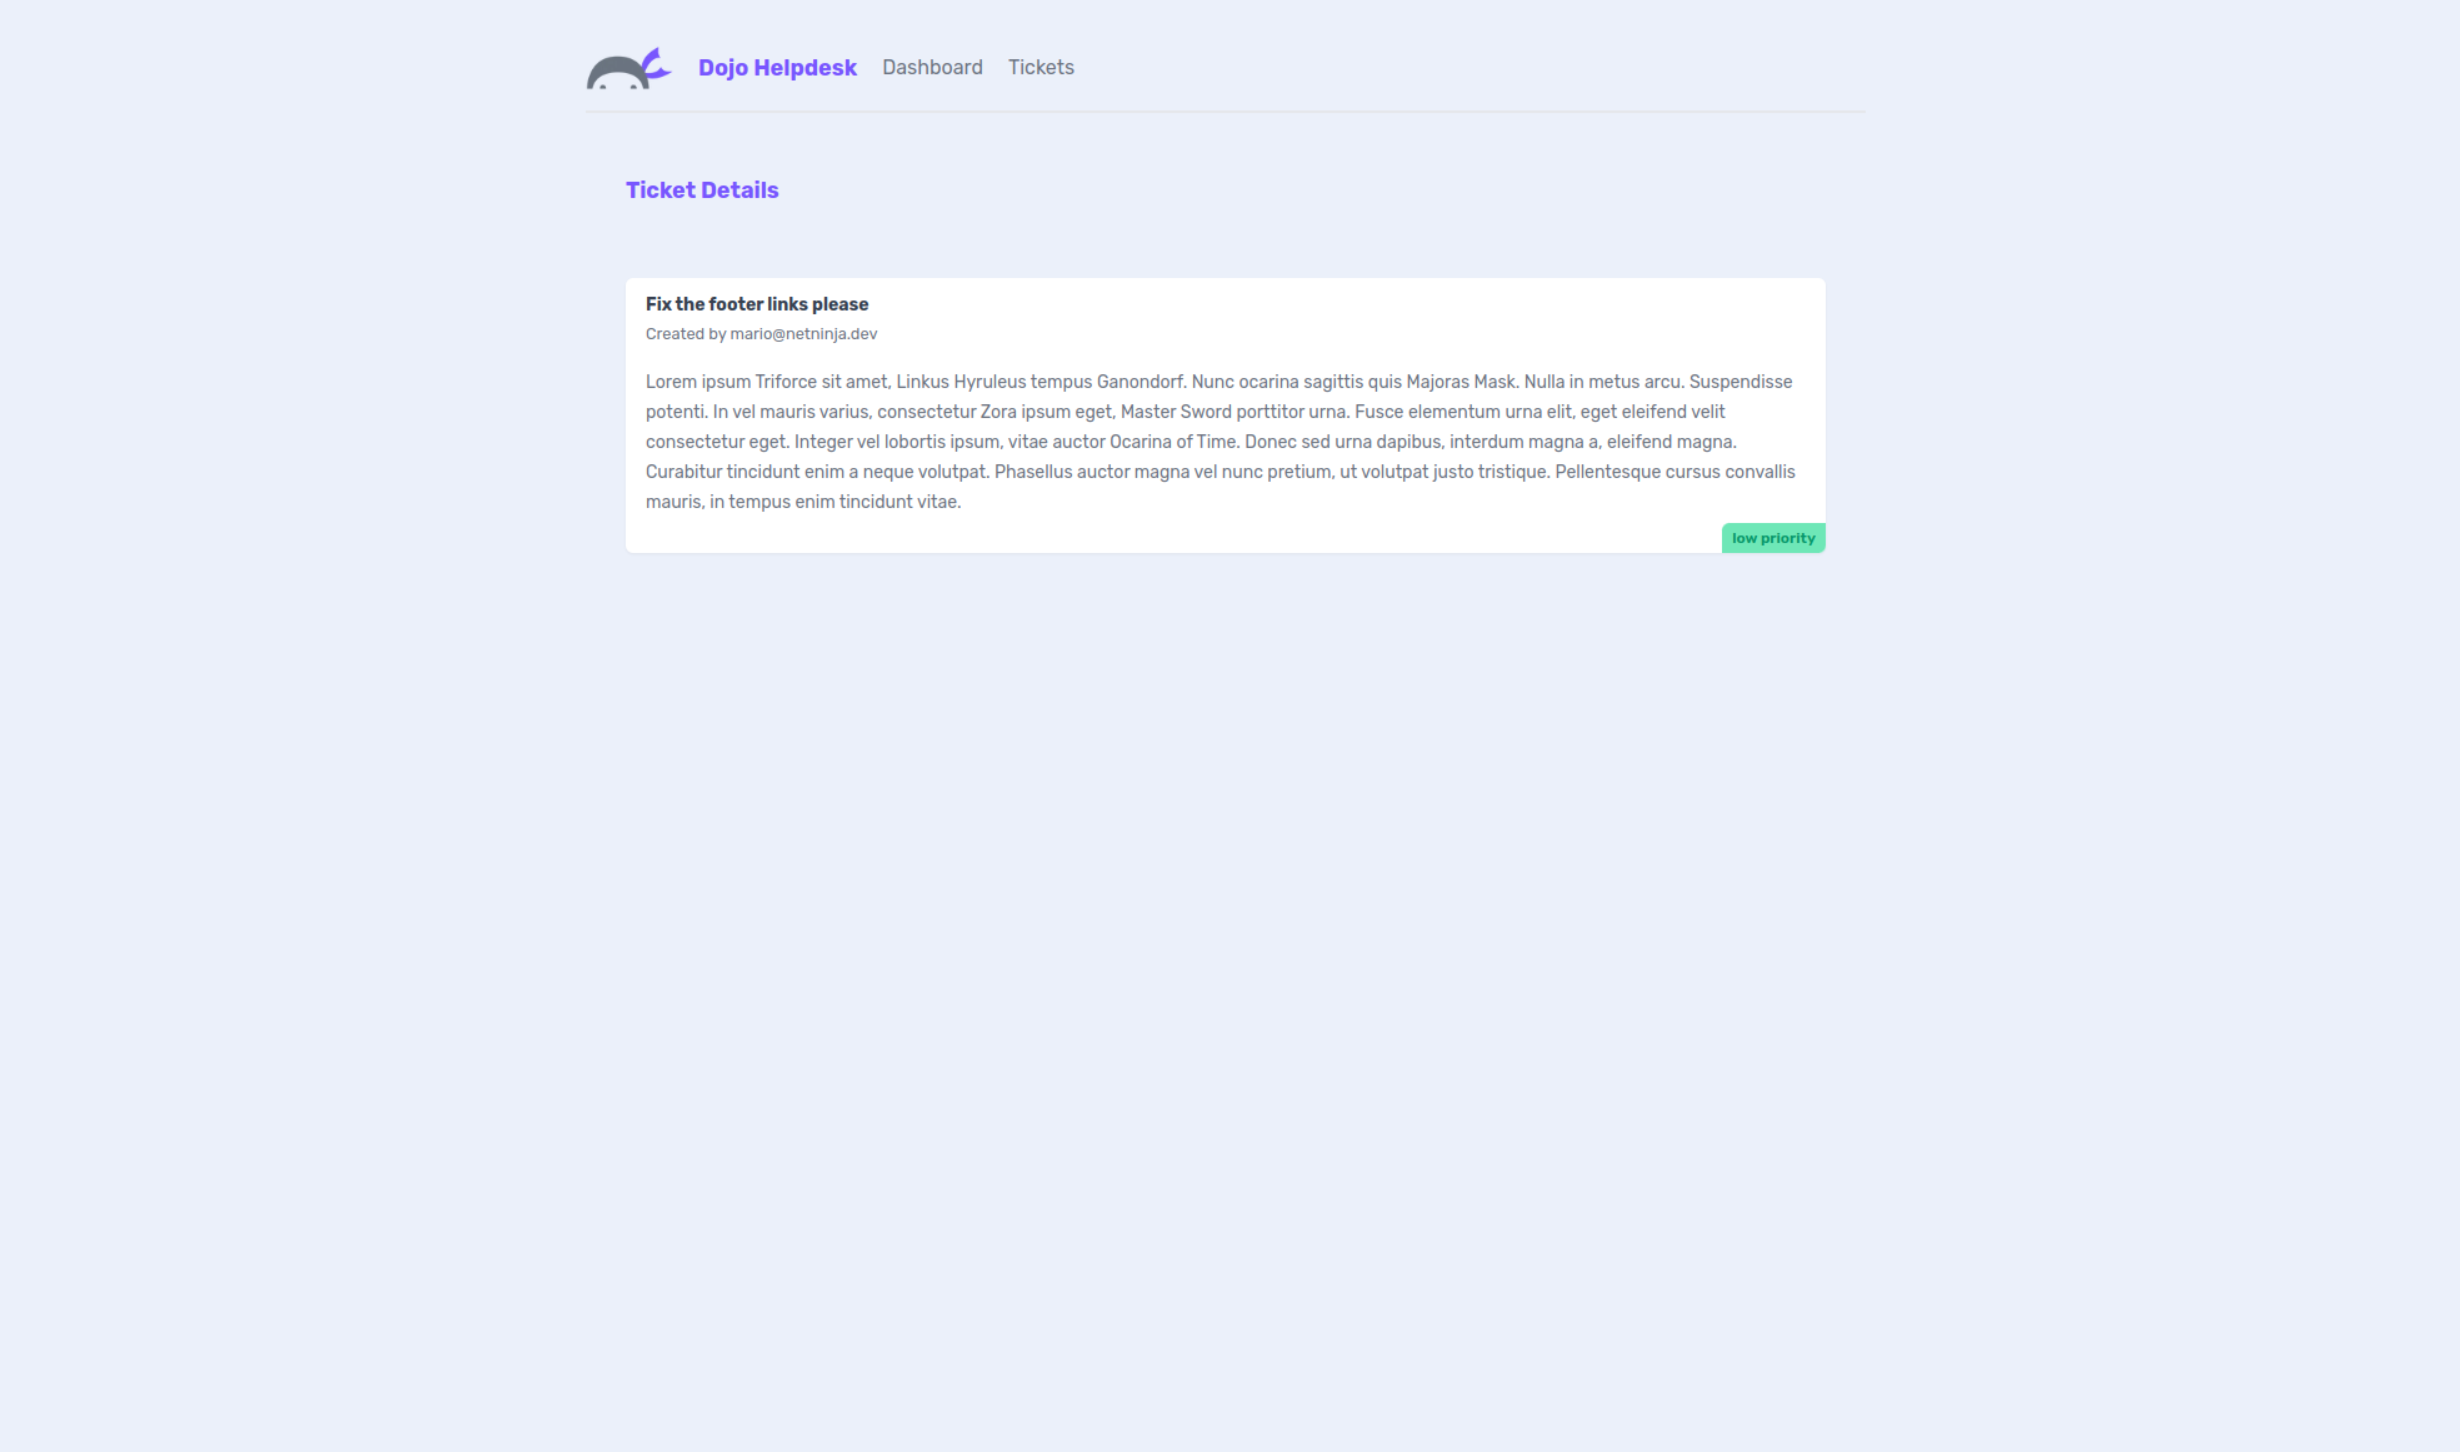 Dojo Helpdesk Dashboard Tickets
Ticket Details
Fix the footer links please
Created by mario@netninja.dev
Lorem ipsum Triforce sit amet, Linkus Hyruleus tempus Ganondorf. Nunc ocarina sagittis quis Majoras Mask. Nulla in metus arcu. Suspendisse
potenti. In vel mauris varius, consectetur Zora ipsum eget, Master Sword porttitor urna. Fusce elementum urna elit, eget eleifend velit
consectetur eget. Integer vel lobortis ipsum, vitae auctor Ocarina of Time. Donec sed urna dapibus, interdum magna a, eleifend magna.
Curabitur tincidunt enim a neque volutpat. Phasellus auctor magna vel nunc pretium, ut volutpat justo tristique. Pellentesque cursus convallis
mauris, in tempus enim tincidunt vitae.
low priority